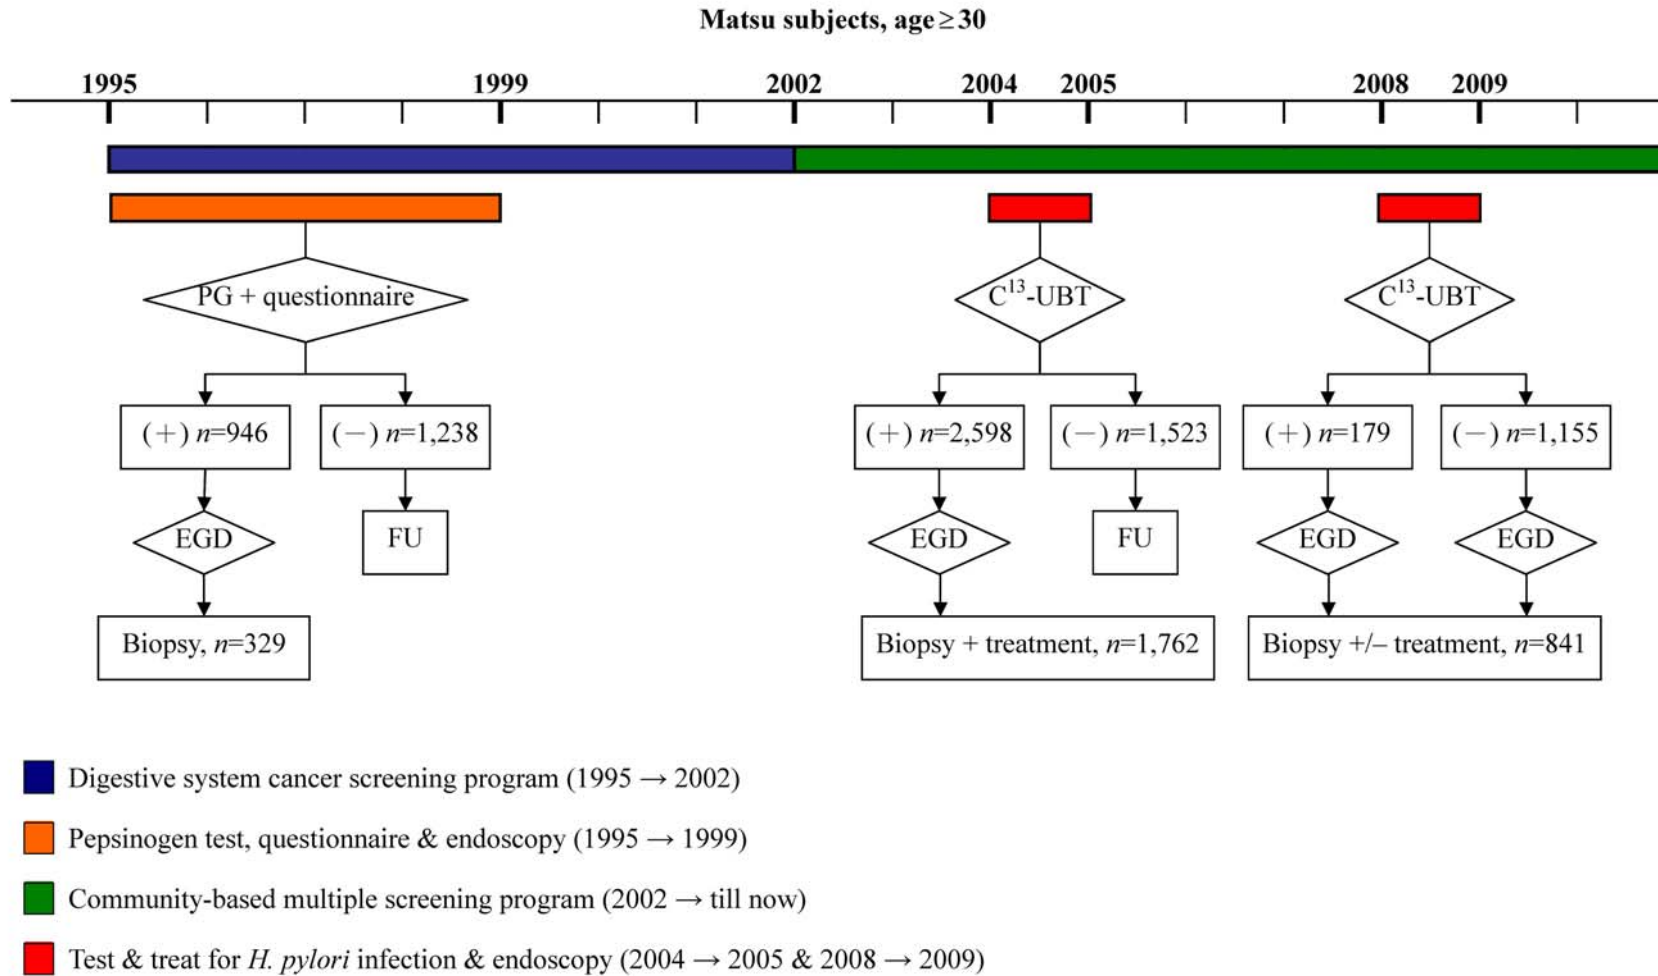 Matsu subjects, age ≥ 30
1995 1999 2002 2004 2005 2008 2009
PG + questionnaire C¹³-UBT C¹³-UBT
(+) n=946 (−) n=1,238 (+) n=2,598 (−) n=1,523 (+) n=179 (−) n=1,155
EGD FU EGD FU EGD EGD
Biopsy, n=329 Biopsy + treatment, n=1,762 Biopsy +/– treatment, n=841
Digestive system cancer screening program (1995 → 2002)
Pepsinogen test, questionnaire & endoscopy (1995 → 1999)
Community-based multiple screening program (2002 → till now)
Test & treat for H. pylori infection & endoscopy (2004 → 2005 & 2008 → 2009)